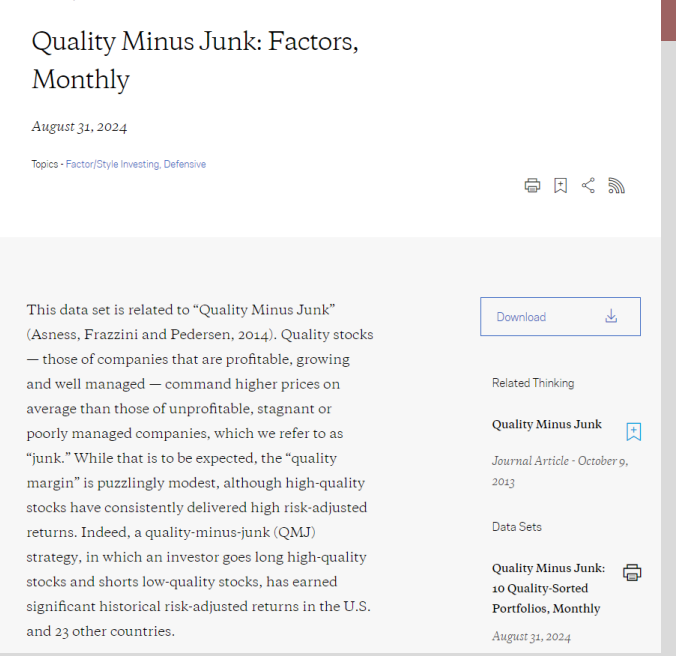 Quality Minus Junk: Factors,
Monthly
August 31, 2024
Topics - Factor/Style Investing, Defensive
This data set is related to “Quality Minus Junk”
(Asness, Frazzini and Pedersen, 2014). Quality stocks
— those of companies that are profitable, growing
and well managed — command higher prices on
average than those of unprofitable, stagnant or
poorly managed companies, which we refer to as
“junk.” While that is to be expected, the “quality
margin” is puzzlingly modest, although high-quality
stocks have consistently delivered high risk-adjusted
returns. Indeed, a quality-minus-junk (QMJ)
strategy, in which an investor goes long high-quality
stocks and shorts low-quality stocks, has earned
significant historical risk-adjusted returns in the U.S.
and 23 other countries.
Download
Related Thinking
Quality Minus Junk
Journal Article - October 9,
2013
Data Sets
Quality Minus Junk:
10 Quality-Sorted
Portfolios, Monthly
August 31, 2024